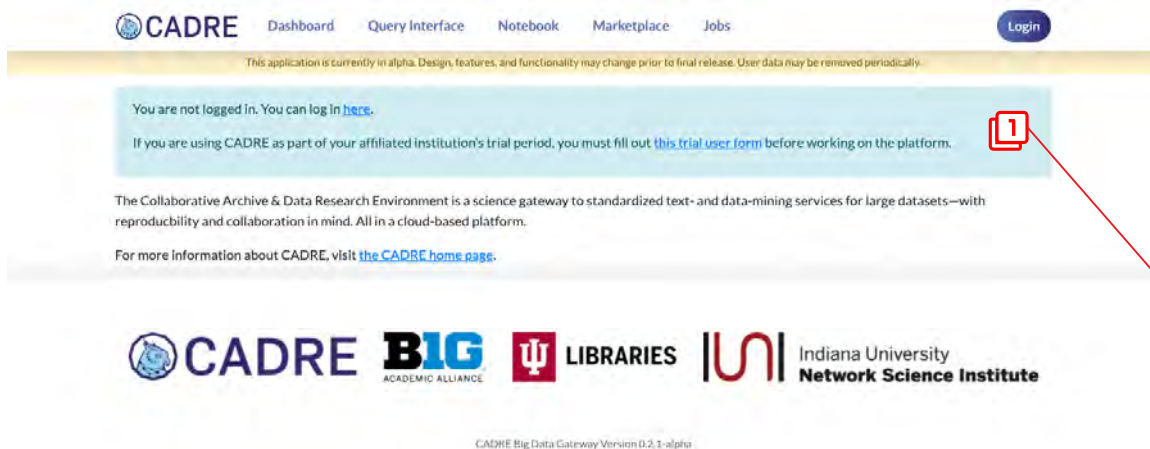 CADRE Dashboard Query Interface Notebook Marketplace Jobs Login
This application is currently in alpha. Design, features, and functionality may change prior to final release. User data may be removed periodically.
You are not logged in. You can log in here.
1
If you are using CADRE as part of your affiliated institution's trial period, you must fill out this trial user form before working on the platform.
The Collaborative Archive & Data Research Environment is a science gateway to standardized text- and data-mining services for large datasets—with
reproducbility and collaboration in mind. All in a cloud-based platform.
For more information about CADRE, visit the CADRE home page.
CADRE
B1G
ACADEMIC ALLIANCE
LIBRARIES
IUNI
Indiana University
Network Science Institute
CADRE Big Data Gateway Version 0.2.1-alpha